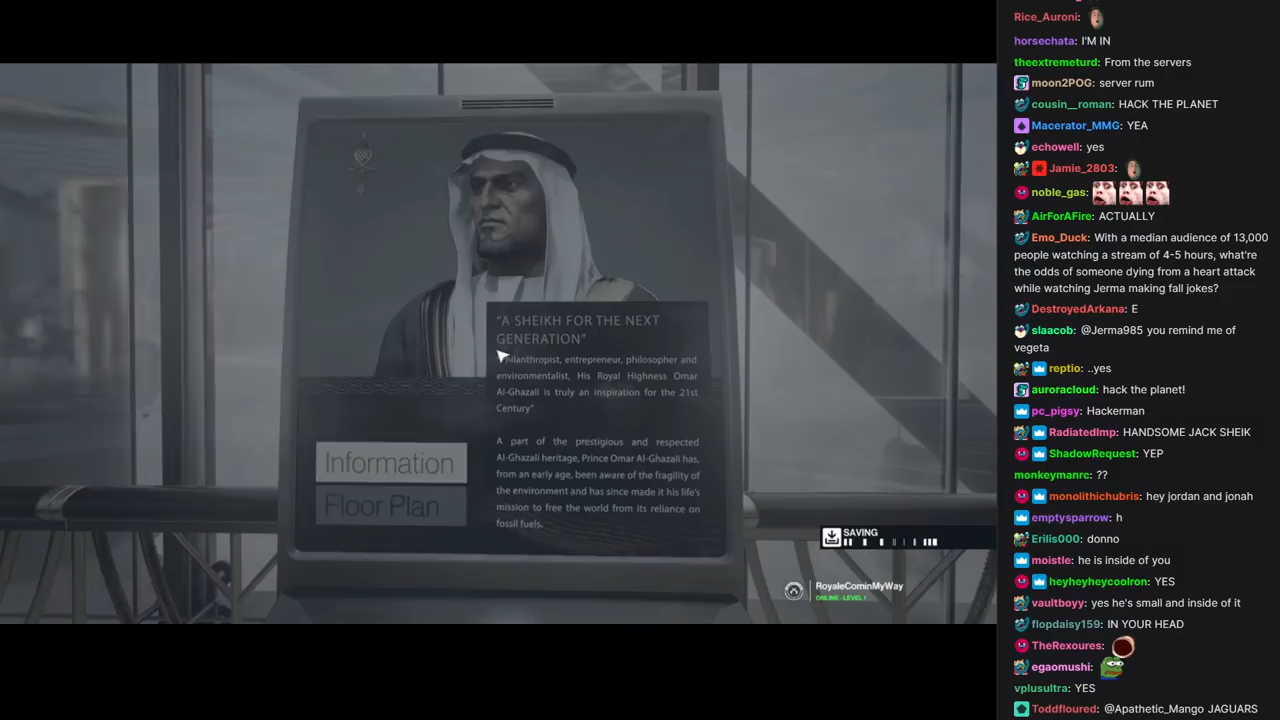 "A SHEIKH FOR THE NEXT
GENERATION"
hilanthropist, entrepreneur, philosopher and
environmentalist, His Royal Highness Omar
Al-Ghazali is truly an inspiration for the 21st
Century"
A part of the prestigious and respected
Al-Ghazali heritage, Prince Omar Al-Ghazali has,
from an early age, been aware of the fragility of
the environment and has since made it his life's
mission to free the world from its reliance on
fossil fuels.
formation
oor Plan
SAVING
RoyaleCominMyWay
ONLINE - LEVEL 1
Rice_Auroni:
horsechata: I'M IN
theextremeturd: From the servers
moon2POG: server rum
cousin__roman: HACK THE PLANET
Macerator_MMG: YEA
echowell: yes
Jamie_2803:
noble_gas:
AirForAFire: ACTUALLY
Emo_Duck: With a median audience of 13,000
people watching a stream of 4-5 hours, what're
the odds of someone dying from a heart attack
while watching Jerma making fall jokes?
DestroyedArkana: E
slaacob: @Jerma985 you remind me of
vegeta
reptio: ..yes
auroracloud: hack the planet!
pc_pigsy: Hackerman
RadiatedImp: HANDSOME JACK SHEIK
ShadowRequest: YEP
monkeymanrc: ??
monolithichubris: hey jordan and jonah
emptysparrow: h
Erilis000: donno
moistle: he is inside of you
heyheyheycoolron: YES
vaultboyy: yes he's small and inside of it
flopdaisy159: IN YOUR HEAD
TheRexoures:
egaomushi:
vplusultra: YES
Toddfloured: @Apathetic_Mango JAGUARS